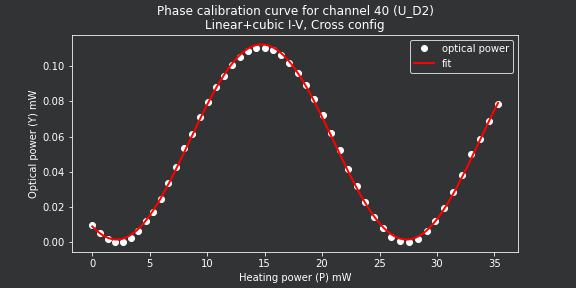 Phase calibration curve for channel 40 (U_D2)
Linear+cubic I-V, Cross config
optical power
fit
Optical power (Y) mW
0.10
0.08
0.06
0.04
0.02
0.00
0 5 10 15 20 25 30 35
Heating power (P) mW